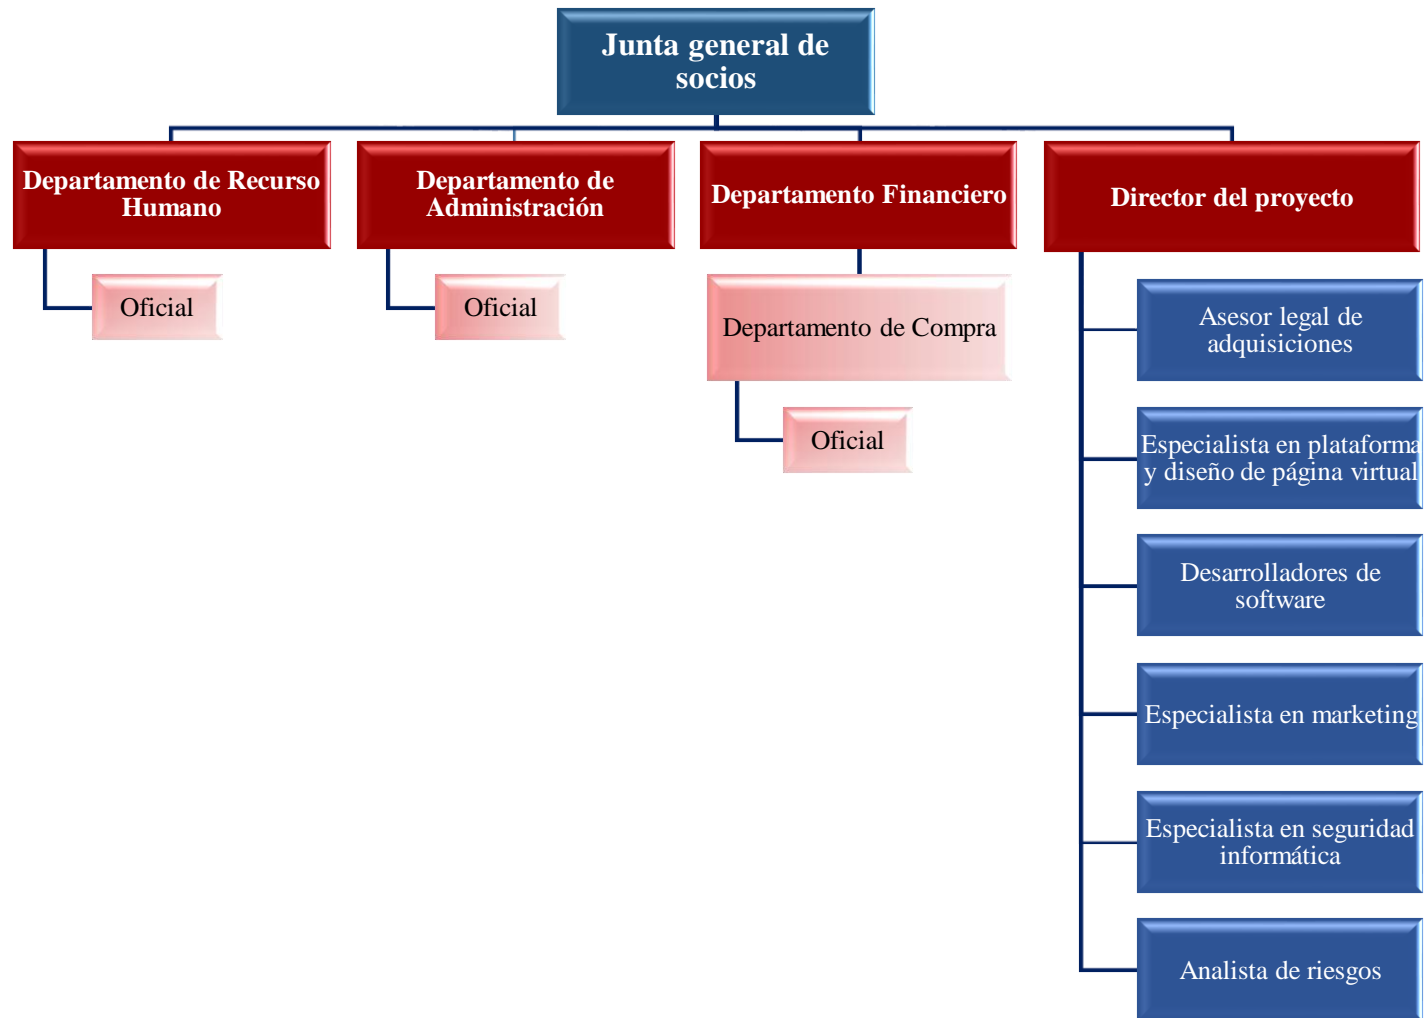 Junta general de
socios
Departamento de Recurso
Humano
Departamento de
Administración
Departamento Financiero
Director del proyecto
Oficial
Oficial
Departamento de Compra
Oficial
Asesor legal de
adquisiciones
Especialista en plataforma
y diseño de página virtual
Desarrolladores de
software
Especialista en marketing
Especialista en seguridad
informática
Analista de riesgos